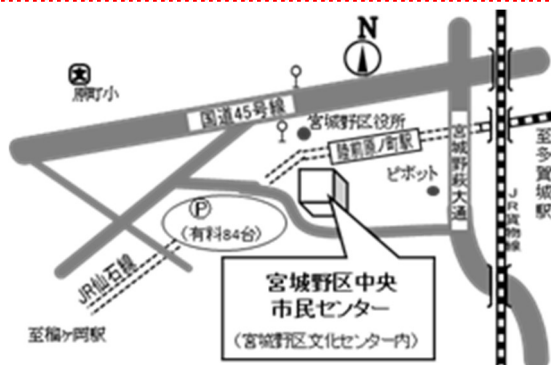 N
原町小
国道45号線
宮城野区役所
陸前原ノ町駅
宮城野萩大通
至多賀城駅
ピボット
JR貨物線
P
(有料84台)
JR仙石線
至榴ヶ岡駅
宮城野区中央
市民センター
(宮城野区文化センター内)